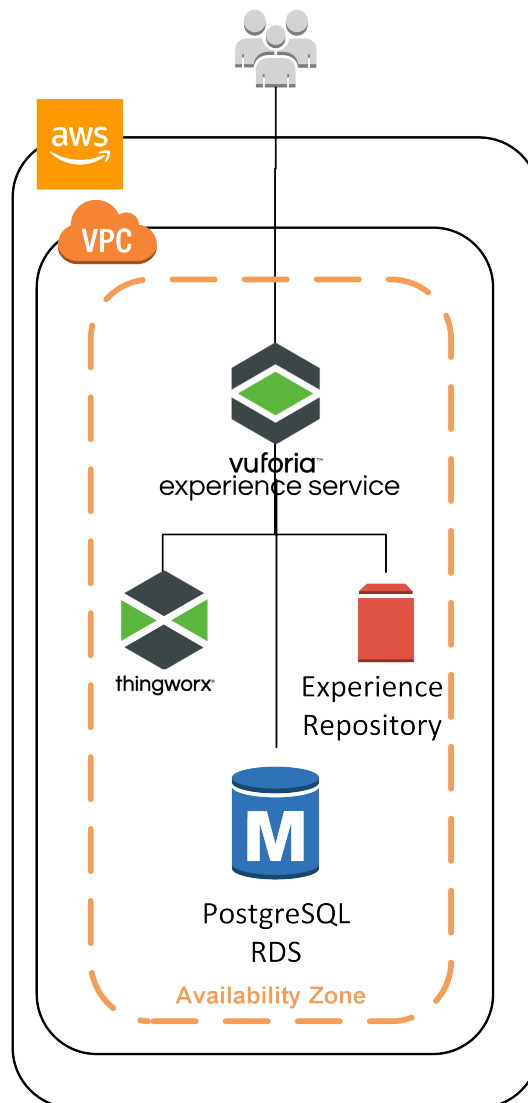 aws
VPC
vuforia™
experience service
thingworx®
Experience
Repository
M
PostgreSQL
RDS
Availability Zone